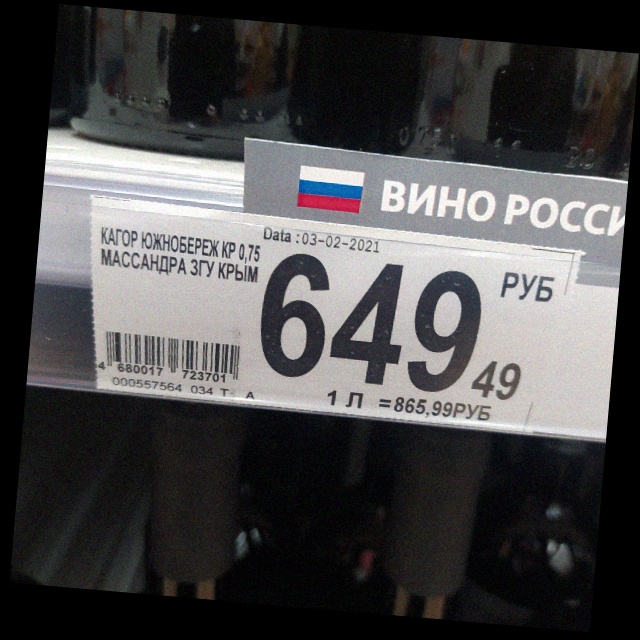 ВИНО РОССИ
КАГОР ЮЖНОБЕРЕЖ КР 0,75
МАССАНДРА ЗГУ КРЫМ
Data : 03-02-2021
649 49 РУБ
1 Л =865,99РУБ
4 680017 723701
000557564 034 Т- А